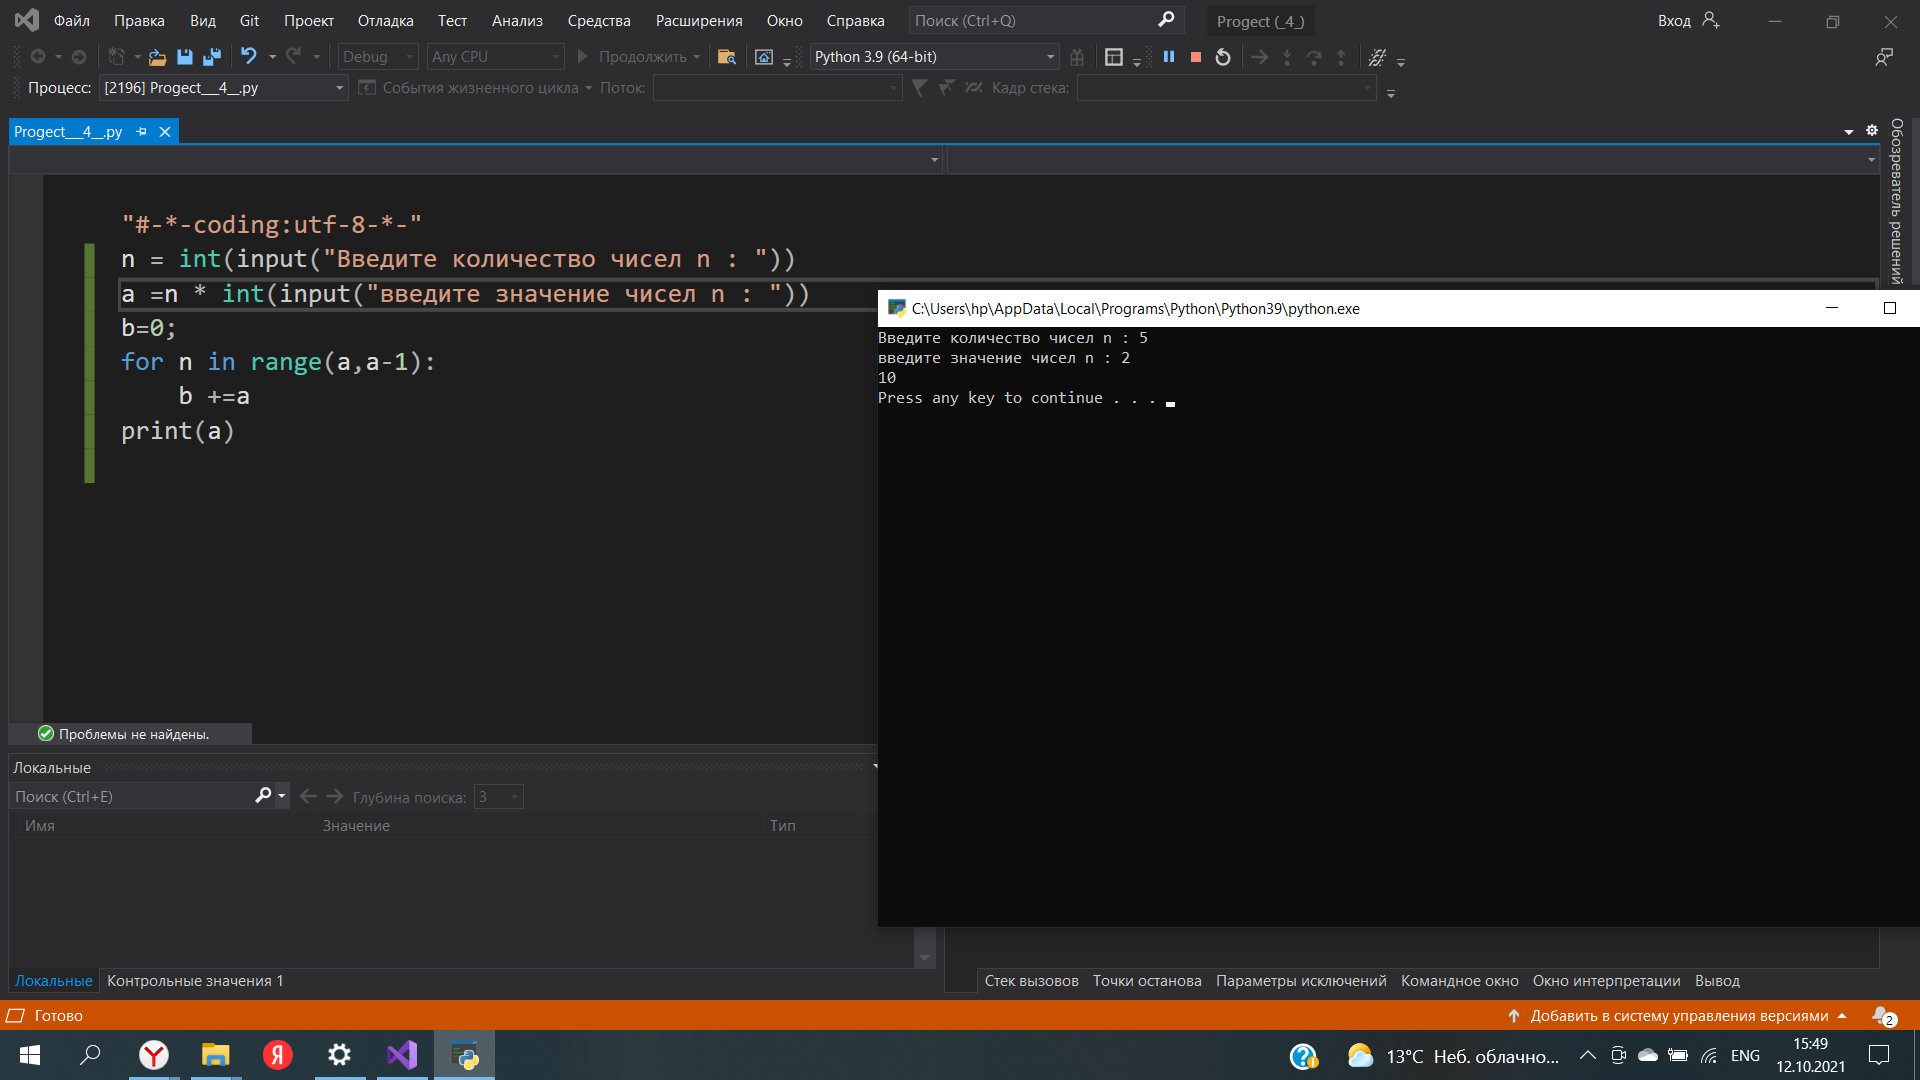 Файл Правка Вид Git Проект Отладка Тест Анализ Средства Расширения Окно Справка Поиск (Ctrl+Q) Progect (_4_) Вход
Debug Any CPU Продолжить Python 3.9 (64-bit)
Процесс: [2196] Progect__4__.py События жизненного цикла Поток: Кадр стека:
Progect__4__.py
Обозреватель решений
"#-*-coding:utf-8-*-"
n = int(input("Введите количество чисел n : "))
a =n * int(input("введите значение чисел n : "))
b=0;
for n in range(a,a-1):
b +=a
print(a)
C:\Users\hp\AppData\Local\Programs\Python\Python39\python.exe
Введите количество чисел n : 5
введите значение чисел n : 2
10
Press any key to continue . . .
Проблемы не найдены.
Локальные
Поиск (Ctrl+E) Глубина поиска: 3
Имя Значение Тип
Локальные Контрольные значения 1
Стек вызовов Точки останова Параметры исключений Командное окно Окно интерпретации Вывод
Готово Добавить в систему управления версиями 2
13°C Неб. облачно... ENG 15:49
12.10.2021